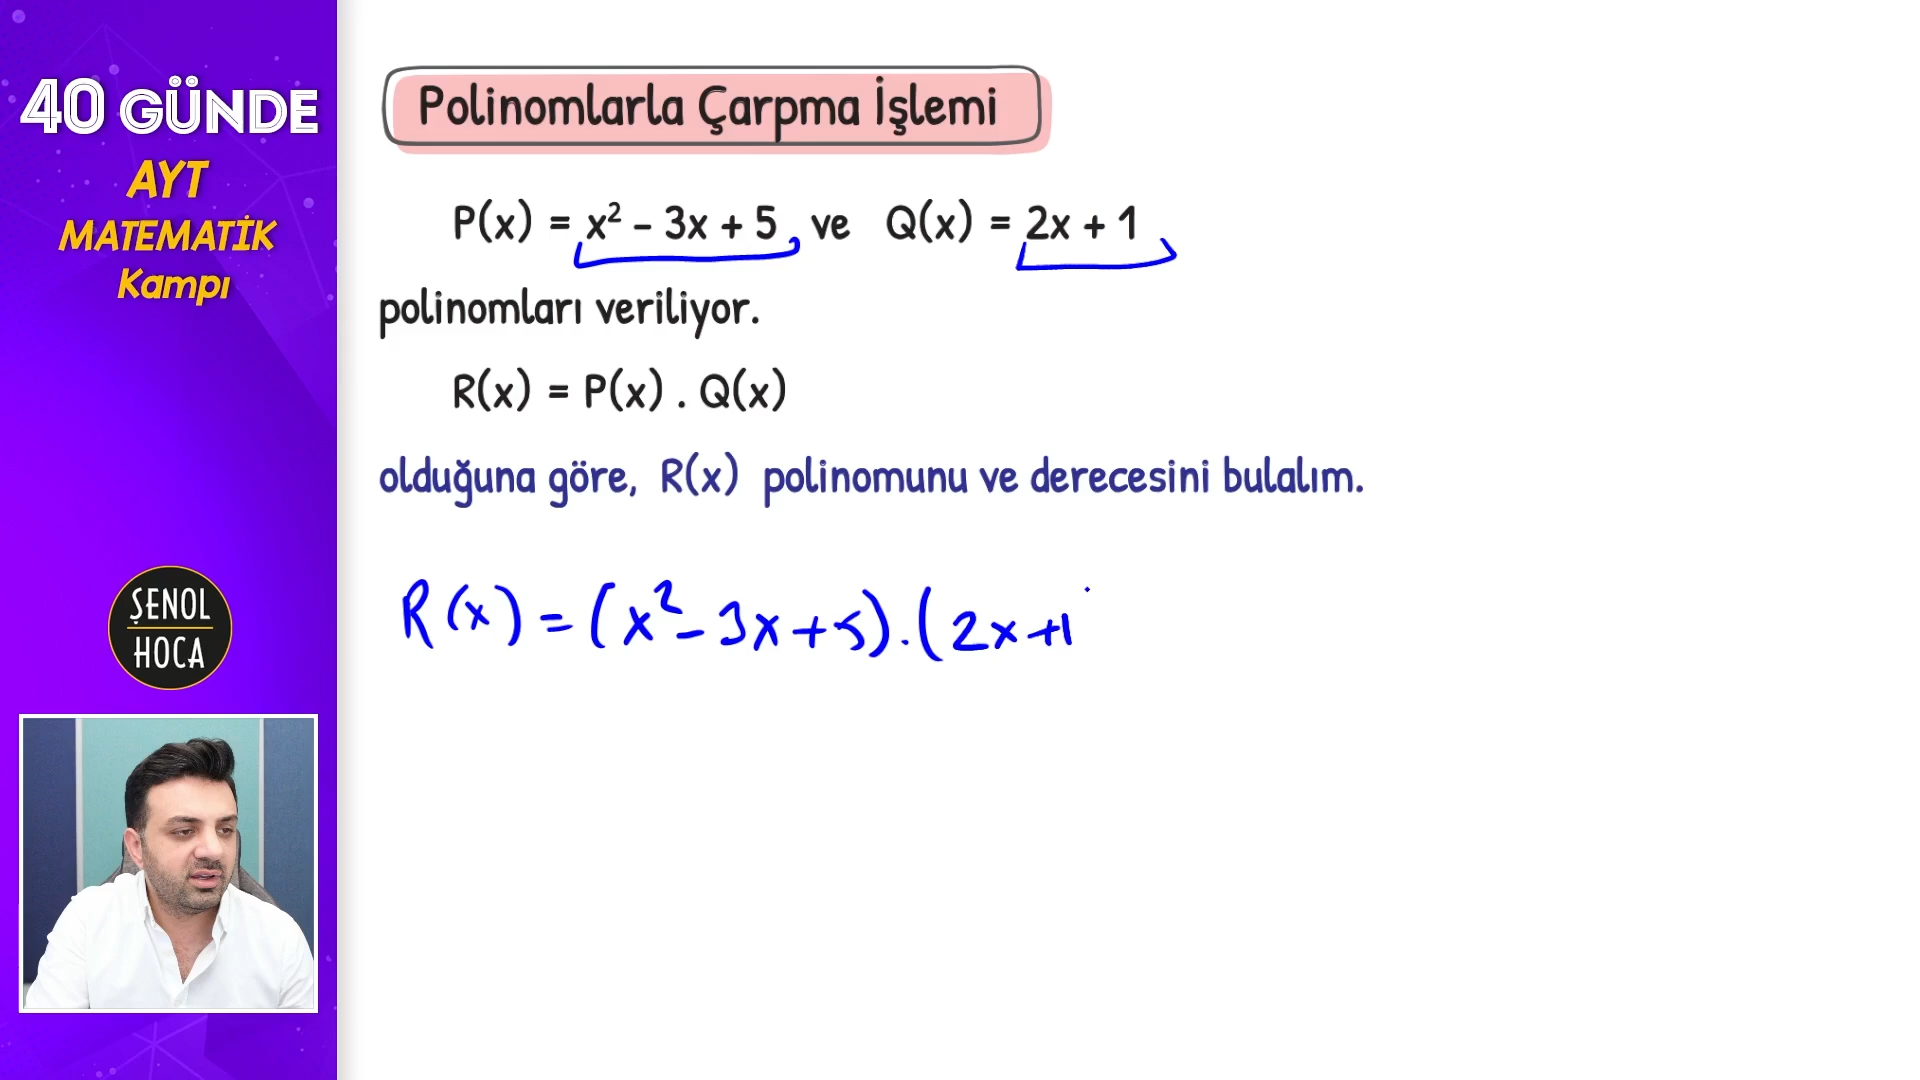 40 GÜNDE
AYT
MATEMATİK
Kampı
ŞENOL
HOCA
Polinomlarla Çarpma İşlemi
P(x) = x² - 3x + 5 ve Q(x) = 2x + 1
polinomları veriliyor.
R(x) = P(x) . Q(x)
olduğuna göre, R(x) polinomunu ve derecesini bulalım.
R(x) = (x² - 3x + 5) . (2x + 1